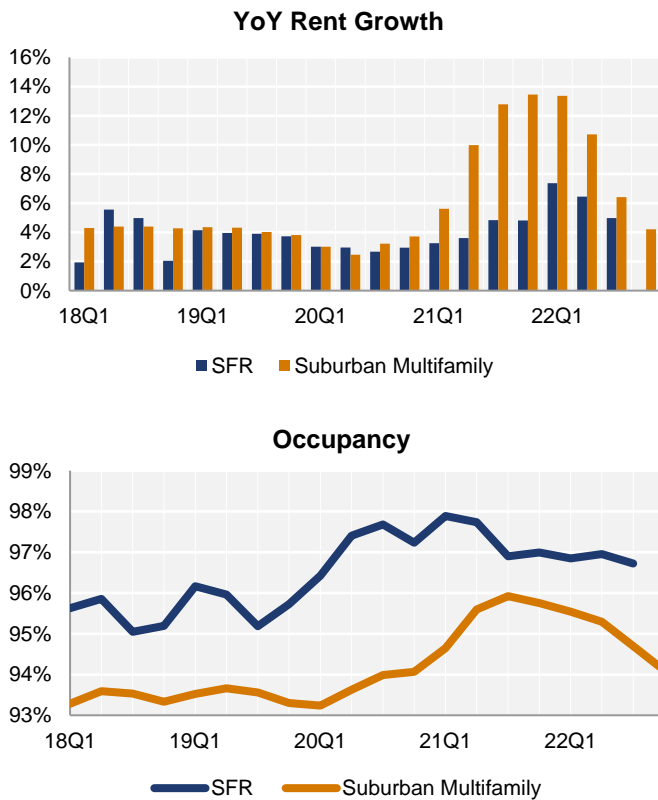 YoY Rent Growth
16%
14%
12%
10%
8%
6%
4%
2%
0%
18Q1 19Q1 20Q1 21Q1 22Q1
SFR Suburban Multifamily
Occupancy
99%
98%
97%
96%
95%
94%
93%
18Q1 19Q1 20Q1 21Q1 22Q1
SFR Suburban Multifamily